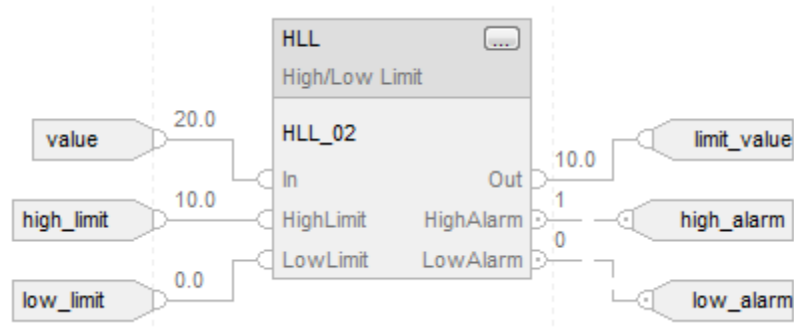 HLL
...
High/Low Limit
HLL_02
value
20.0
In
Out
10.0
limit_value
high_limit
10.0
HighLimit
HighAlarm
1
high_alarm
low_limit
0.0
LowLimit
LowAlarm
0
low_alarm